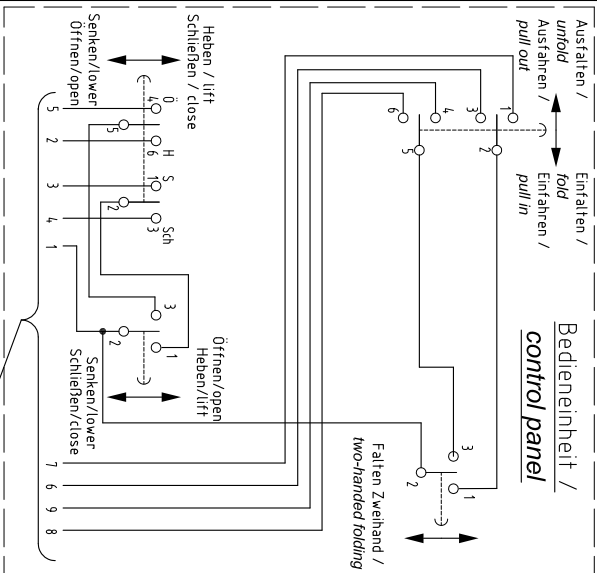 Ausfalten /
unfold
Ausfahren /
pull out
Einfalten /
fold
Einfahren /
pull in
Bedieneinheit /
control panel
1
3
4
6
2
5
Heben / lift
Schließen / close
Senken/lower
Öffnen/open
Ö
4
5
H
6
S
1
2
Sch
3
3
1
2
Öffnen/open
Heben/lift
Senken/lower
Schließen/close
Falten Zweihand /
two-handed folding
3
1
2
5
2
3
4
1
7
6
9
8